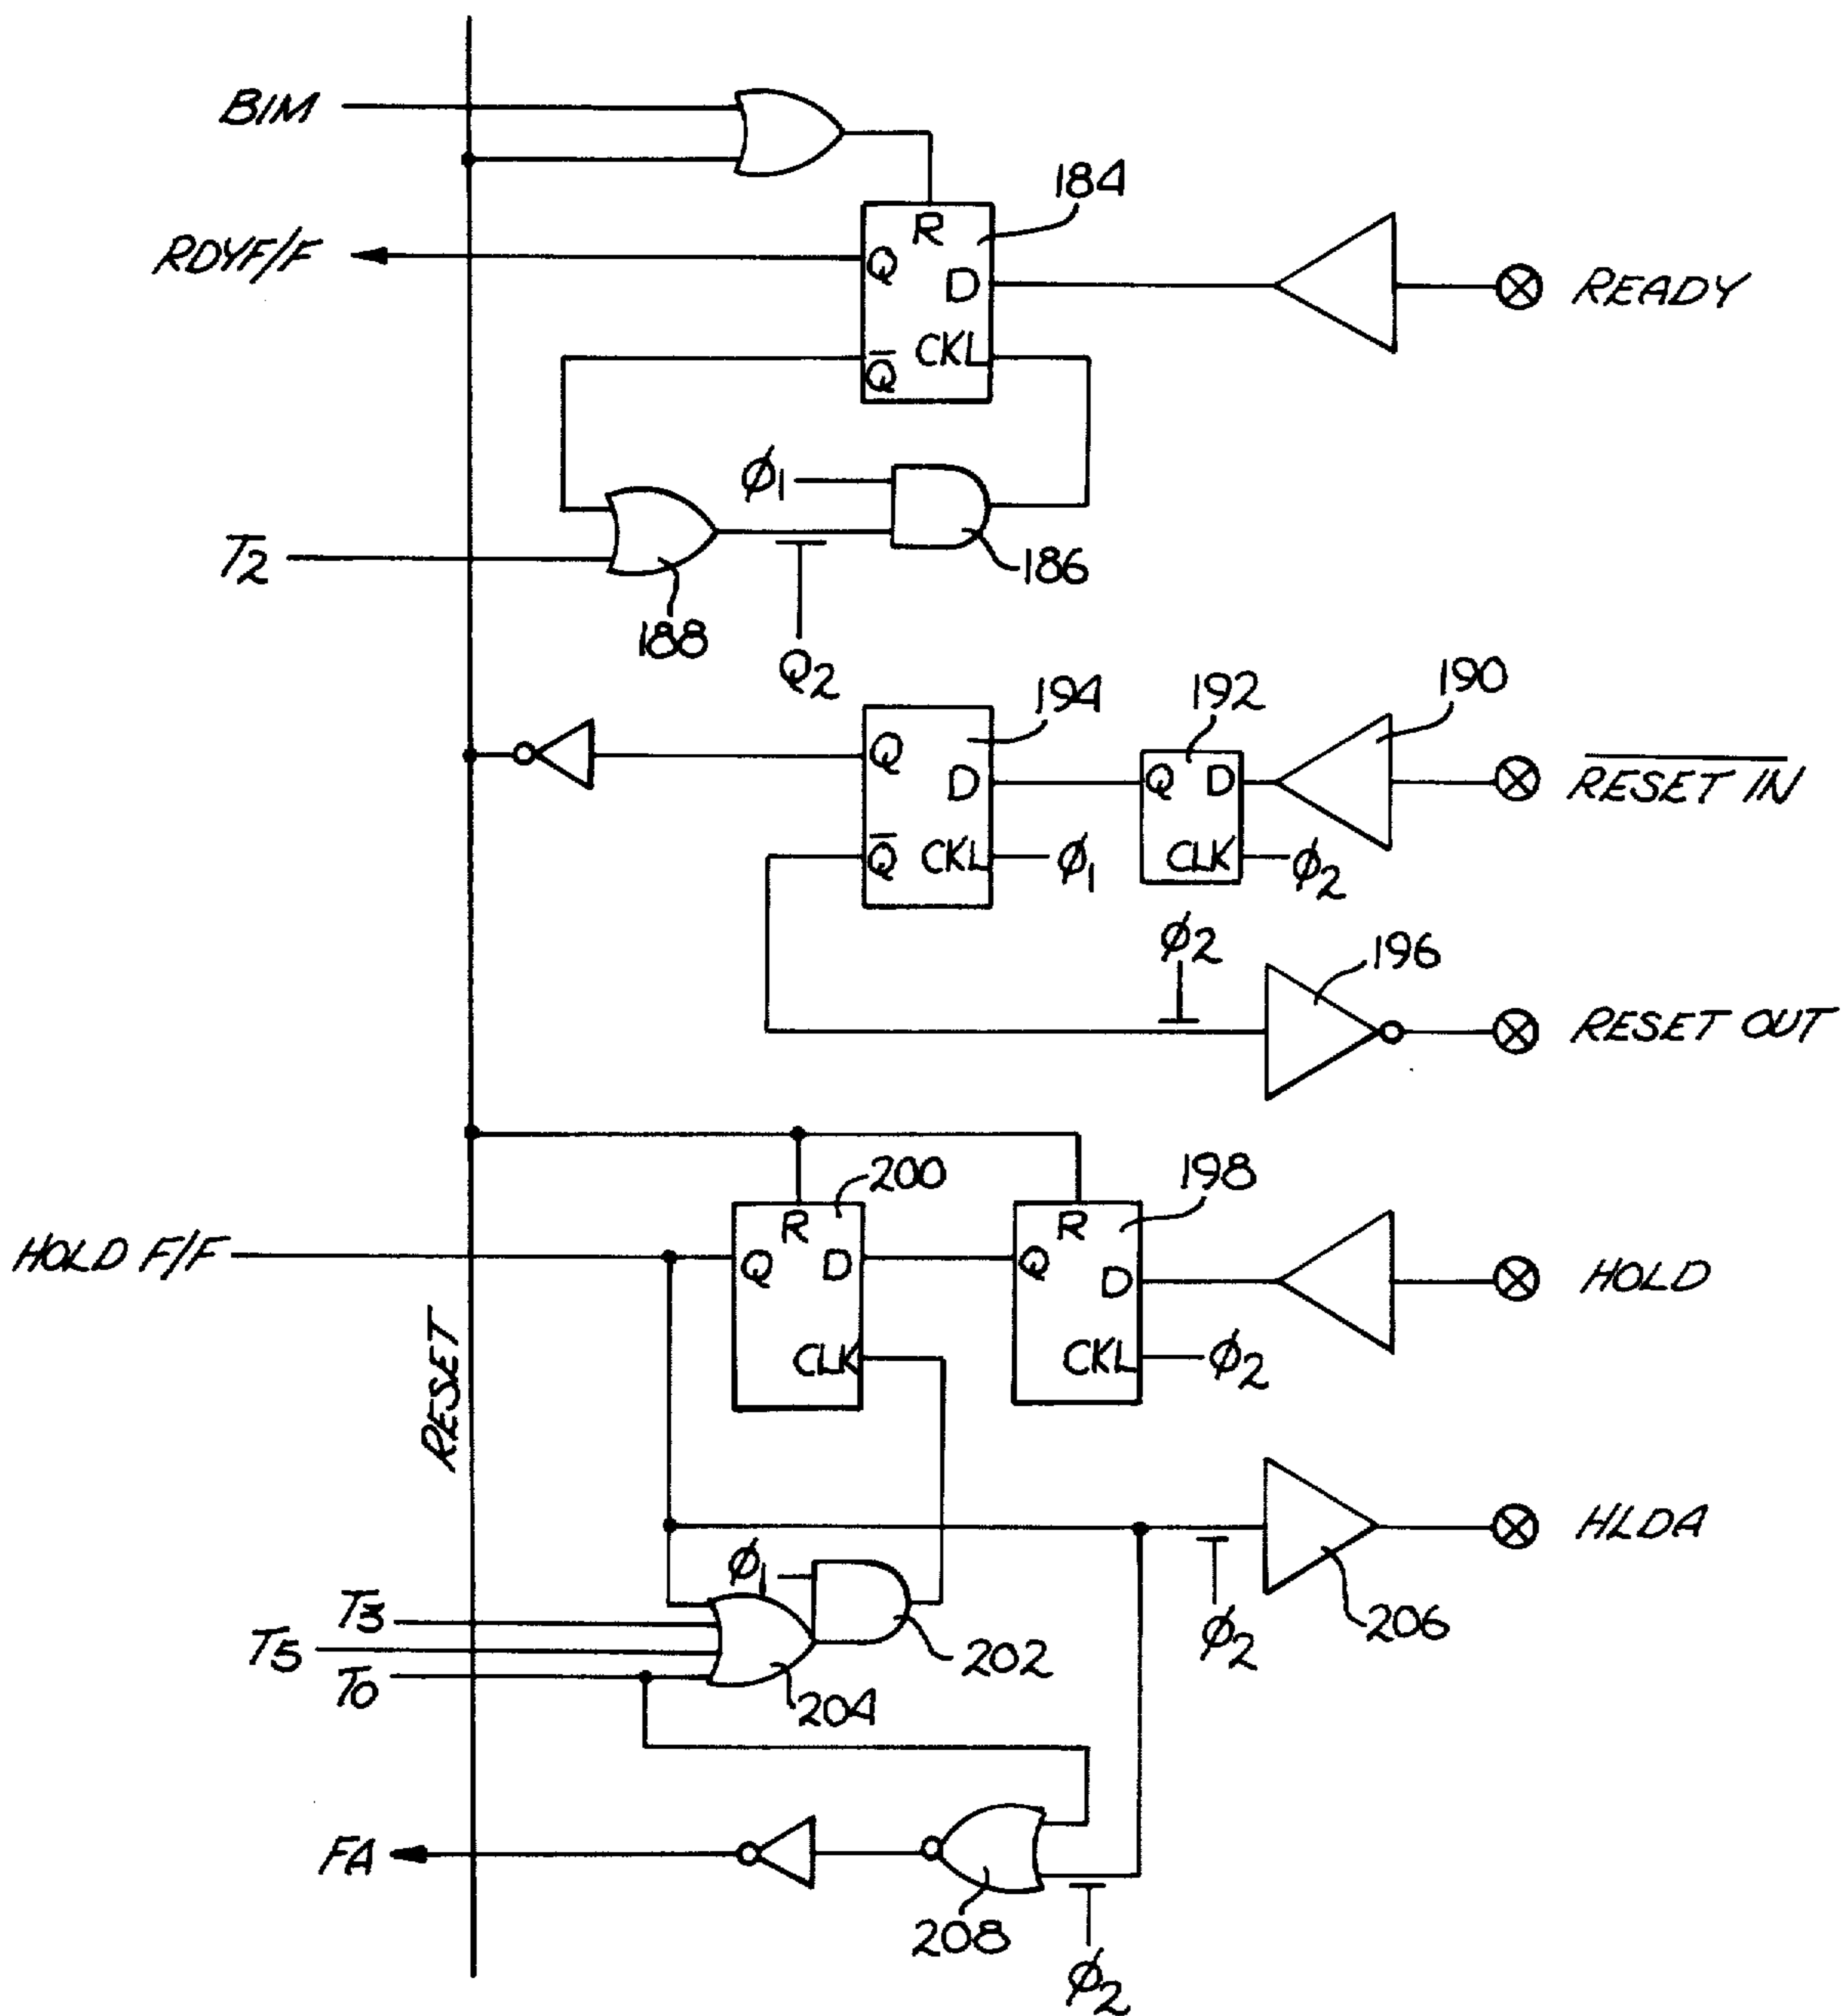 BIM
184
R
RDYF/F
Q
D
READY
CKL
Q̅
ϕ1
T2
186
188
Q2
194
192
190
Q
D
Q
D
RESET IN
Q̅
CKL
ϕ1
CLK
ϕ2
ϕ2
196
RESET OUT
200
198
R
R
HOLD F/F
Q
D
Q
D
HOLD
CLK
CKL
ϕ2
RESET
HLDA
ϕ1
T3
ϕ2
206
T5
202
T0
204
FA
208
ϕ2